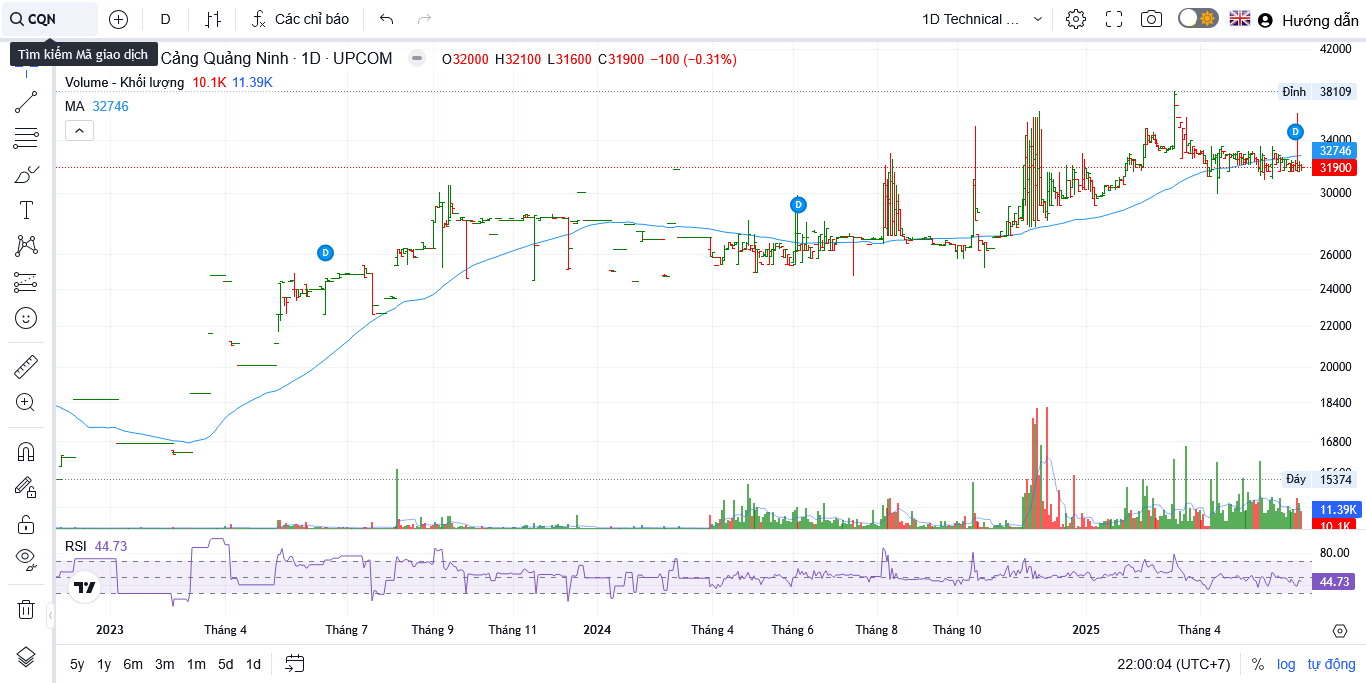 CQN D Các chỉ báo 1D Technical ... Hướng dẫn
Tìm kiếm Mã giao dịch
Cảng Quảng Ninh · 1D · UPCOM O32000 H32100 L31600 C31900 −100 (−0.31%)
Volume - Khối lượng 10.1K 11.39K
MA 32746
42000
Đỉnh 38109
D
34000
32746
31900
30000
D
D
26000
24000
22000
20000
18400
16800
15600
Đáy 15374
11.39K
10.1K
RSI 44.73
80.00
44.73
2023 Tháng 4 Tháng 7 Tháng 9 Tháng 11 2024 Tháng 4 Tháng 6 Tháng 8 Tháng 10 2025 Tháng 4
5y 1y 6m 3m 1m 5d 1d 22:00:04 (UTC+7) % log tự động